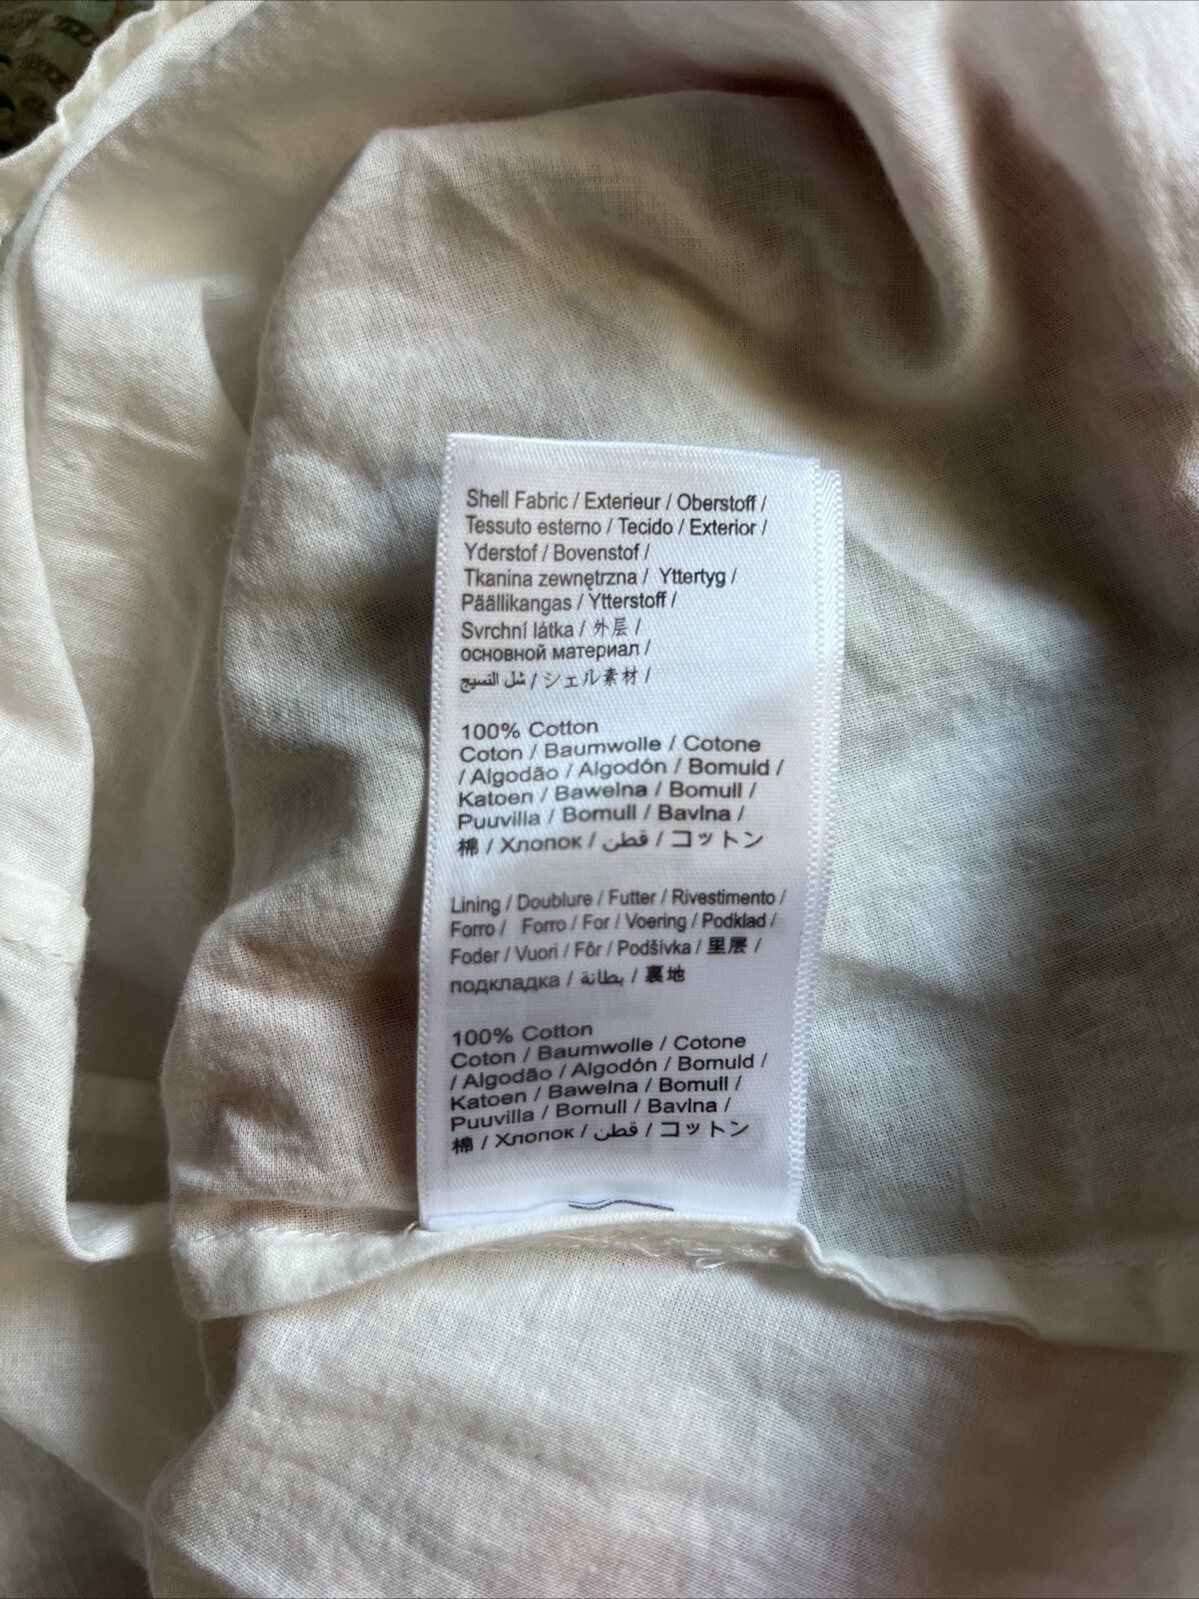 Shell Fabric / Exterieur / Oberstoff /
Tessuto esterno / Tecido / Exterior /
Yderstof / Bovenstof /
Tkanina zewnętrzna / Yttertyg /
Päällikangas / Ytterstoff /
Svrchní látka / 外层 /
основной материал /
شل النسيج / シェル素材 /
100% Cotton
Coton / Baumwolle / Cotone
/ Algodão / Algodón / Bomuld /
Katoen / Bawełna / Bomull /
Puuvilla / Bomull / Bavlna /
棉 / Хлопок / قطن / コットン
Lining / Doublure / Futter / Rivestimento /
Forro / Forro / For / Voering / Podklad /
Foder / Vuori / Fôr / Podšívka / 里层 /
подкладка / بطانة / 裏地
100% Cotton
Coton / Baumwolle / Cotone
/ Algodão / Algodón / Bomuld /
Katoen / Bawełna / Bomull /
Puuvilla / Bomull / Bavlna /
棉 / Хлопок / قطن / コットン